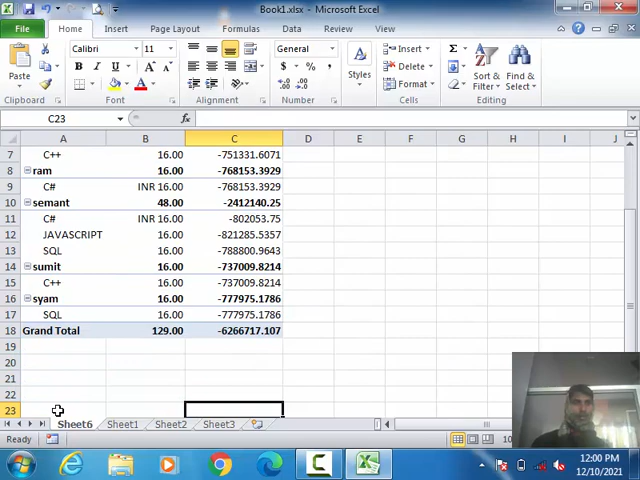 Book1.xlsx - Microsoft Excel
File Home Insert Page Layout Formulas Data Review View
Paste
Clipboard
Calibri 11
B I U
A A
Font
Alignment
General
$ % ,
Number
Styles
Insert
Delete
Format
Cells
Σ
Sort & Filter
Find & Select
Editing
C23 fx
A B C D E F G H I J
7 C++ 16.00 -751331.6071
8 ram 16.00 -768153.3929
9 C# INR 16.00 -768153.3929
10 semant 48.00 -2412140.25
11 C# INR 16.00 -802053.75
12 JAVASCRIPT 16.00 -821285.5357
13 SQL 16.00 -788800.9643
14 sumit 16.00 -737009.8214
15 C++ 16.00 -737009.8214
16 syam 16.00 -777975.1786
17 SQL 16.00 -777975.1786
18 Grand Total 129.00 -6266717.107
19
20
21
22
23
Sheet6 Sheet1 Sheet2 Sheet3
Ready
12:00 PM
12/10/2021